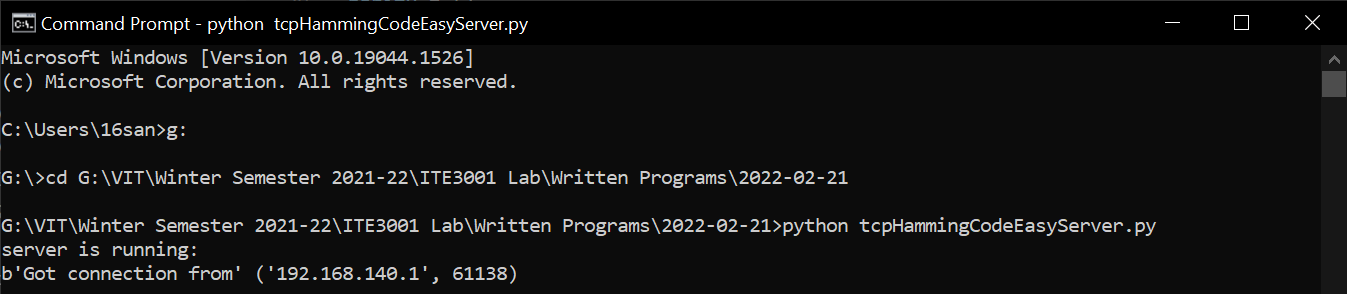 Command Prompt - python  tcpHammingCodeEasyServer.py
Microsoft Windows [Version 10.0.19044.1526]
(c) Microsoft Corporation. All rights reserved.
C:\Users\16san>g:
G:\>cd G:\VIT\Winter Semester 2021-22\ITE3001 Lab\Written Programs\2022-02-21
G:\VIT\Winter Semester 2021-22\ITE3001 Lab\Written Programs\2022-02-21>python tcpHammingCodeEasyServer.py
server is running:
b'Got connection from' ('192.168.140.1', 61138)